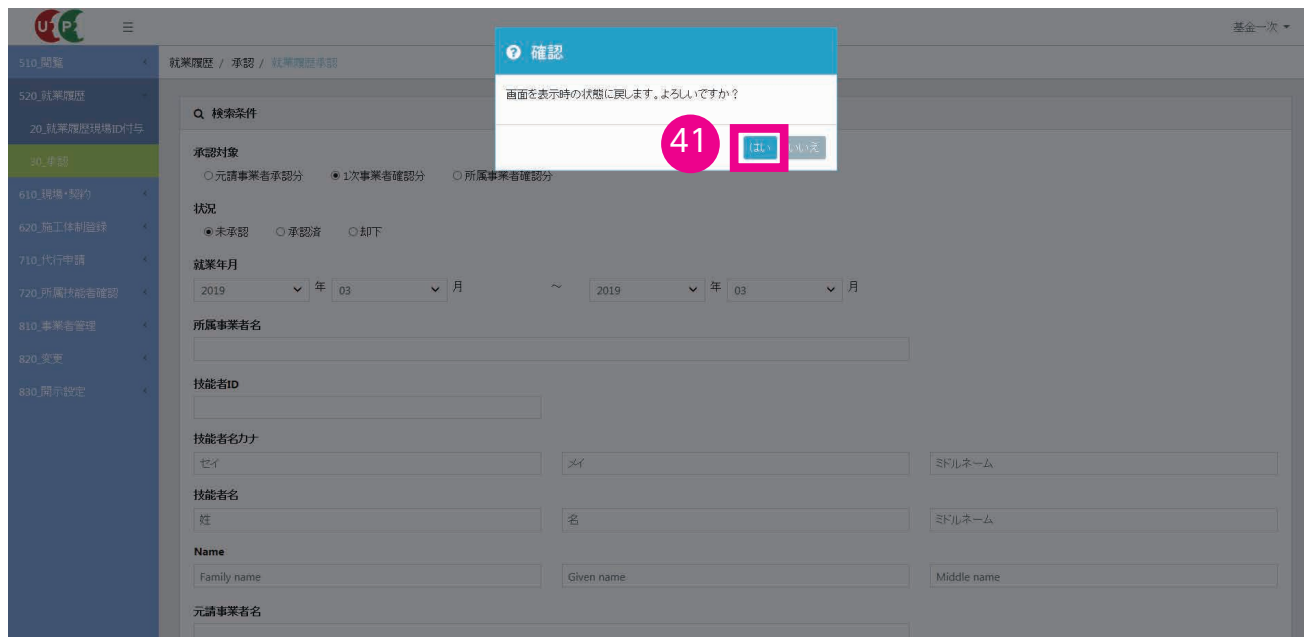 U P
基金一次
確認
画面を表示時の状態に戻します。よろしいですか？
41
はい いいえ
510_閲覧
520_就業履歴
20_就業履歴現場ID付与
30_承認
610_現場・契約
620_施工体制登録
710_代行申請
720_所属技能者確認
810_事業者管理
820_変更
830_開示設定
就業履歴 / 承認 / 就業履歴承認
検索条件
承認対象
元請事業者承認分 1次事業者確認分 所属事業者確認分
状況
未承認 承認済 却下
就業年月
2019 年 03 月 ～ 2019 年 03 月
所属事業者名
技能者ID
技能者名カナ
セイ メイ ミドルネーム
技能者名
姓 名 ミドルネーム
Name
Family name Given name Middle name
元請事業者名